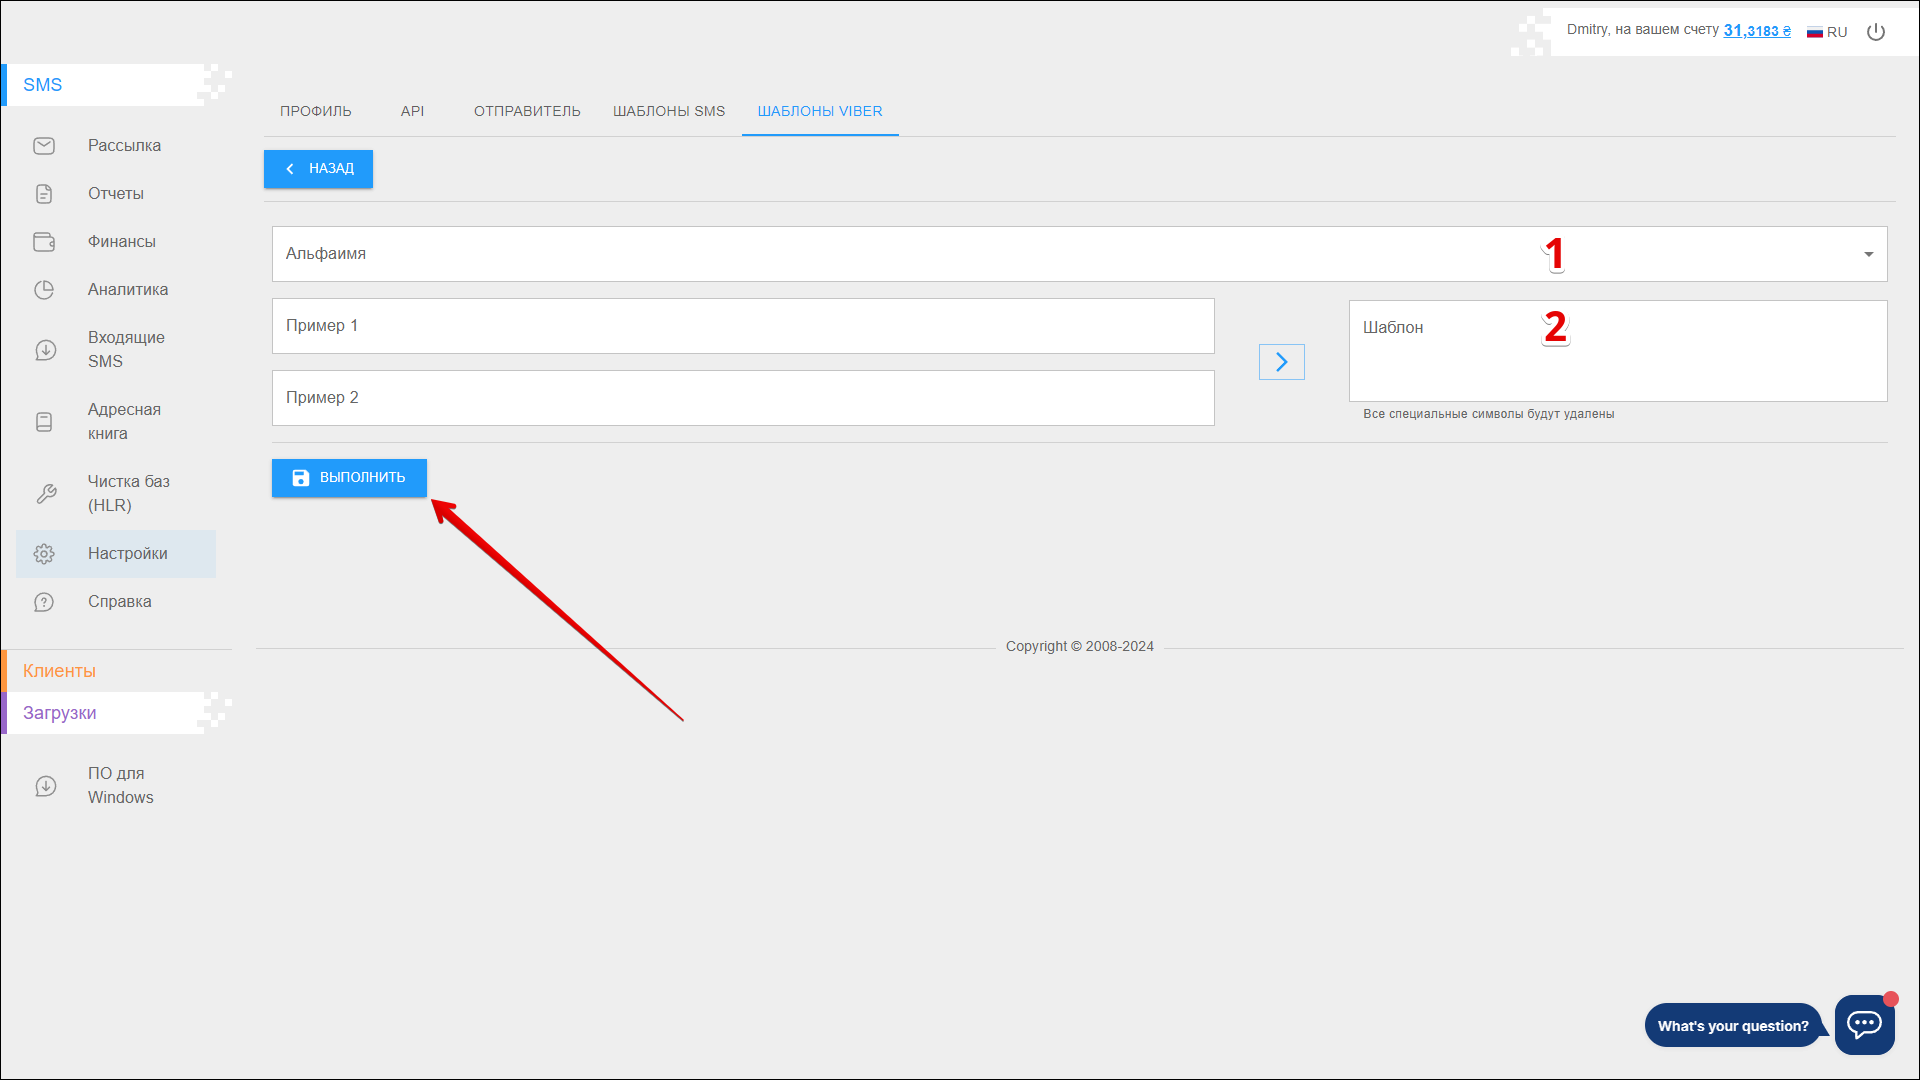 Dmitry, на вашем счету 31,3183 ₴ RU
SMS
Рассылка
Отчеты
Финансы
Аналитика
Входящие
SMS
Адресная
книга
Чистка баз
(HLR)
Настройки
Справка
Клиенты
Загрузки
ПО для
Windows
ПРОФИЛЬ API ОТПРАВИТЕЛЬ ШАБЛОНЫ SMS ШАБЛОНЫ VIBER
НАЗАД
Альфаимя 1
Пример 1
Пример 2
Шаблон 2
Все специальные символы будут удалены
ВЫПОЛНИТЬ
Copyright © 2008-2024
What's your question?